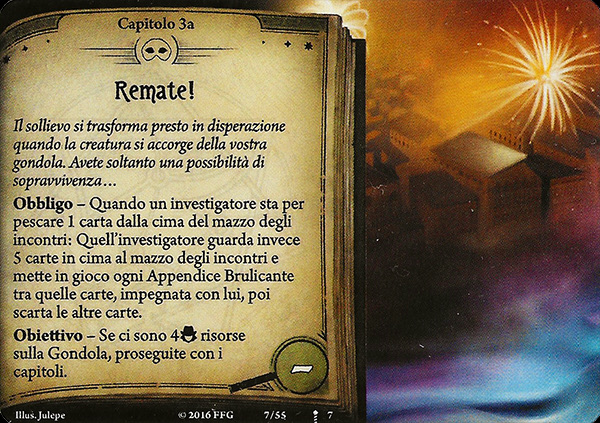 Capitolo 3a
Remate!
Il sollievo si trasforma presto in disperazione
quando la creatura si accorge della vostra
gondola. Avete soltanto una possibilità di
sopravvivenza…
Obbligo – Quando un investigatore sta per
pescare 1 carta dalla cima del mazzo degli
incontri: Quell'investigatore guarda invece
5 carte in cima al mazzo degli incontri e
mette in gioco ogni Appendice Brulicante
tra quelle carte, impegnata con lui, poi
scarta le altre carte.
Obiettivo – Se ci sono 4 risorse
sulla Gondola, proseguite con i
capitoli.
–
Illus. Julepe © 2016 FFG 7/55 7